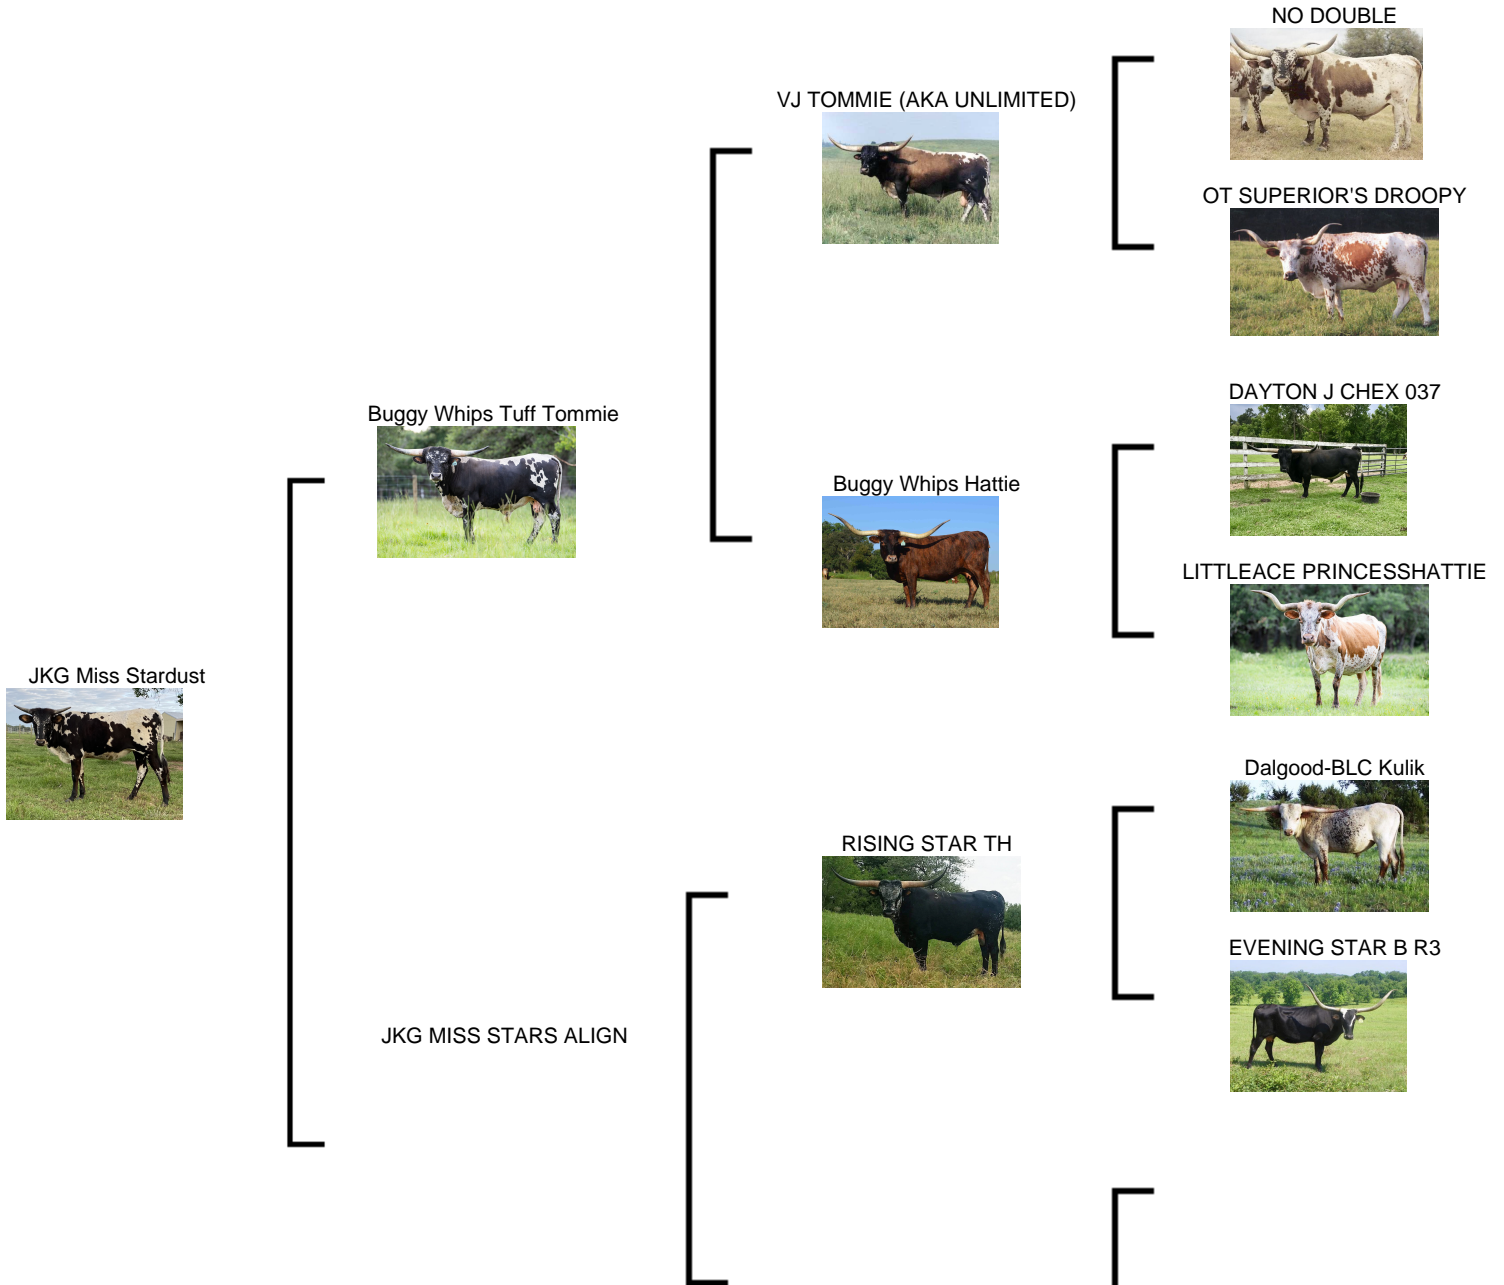 NO DOUBLE
VJ TOMMIE (AKA UNLIMITED)
OT SUPERIOR'S DROOPY
DAYTON J CHEX 037
Buggy Whips Tuff Tommie
Buggy Whips Hattie
LITTLEACE PRINCESSHATTIE
JKG Miss Stardust
Dalgood-BLC Kulik
RISING STAR TH
EVENING STAR B R3
JKG MISS STARS ALIGN